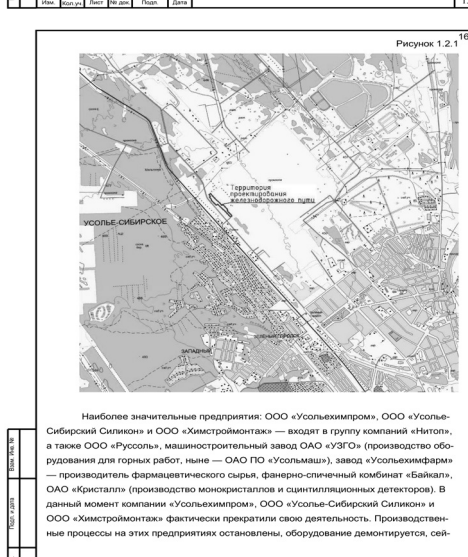 Изм. Кол.уч. Лист № док. Подп. Дата
16
Рисунок 1.2.1
Территория
проектирования
железнодорожного пути
УСОЛЬЕ-СИБИРСКОЕ
ЗЕЛЕНЫЙ ГОРОДОК
ЗАПАДНЫЙ
Наиболее значительные предприятия: ООО «Усольехимпром», ООО «Усолье-
Сибирский Силикон» и ООО «Химстроймонтаж» — входят в группу компаний «Нитол»,
а также ООО «Руссоль», машиностроительный завод ОАО «УЗГО» (производство обо-
рудования для горных работ, ныне — ОАО ПО «Усольмаш»), завод «Усольехимфарм»
— производитель фармацевтического сырья, фанерно-спичечный комбинат «Байкал»,
ОАО «Кристалл» (производство монокристаллов и сцинтилляционных детекторов). В
данный момент компании «Усольехимпром», ООО «Усолье-Сибирский Силикон» и
ООО «Химстроймонтаж» фактически прекратили свою деятельность. Производствен-
ные процессы на этих предприятиях остановлены, оборудование демонтируется, сей-
Взам. Инв. №
Подп. и дата